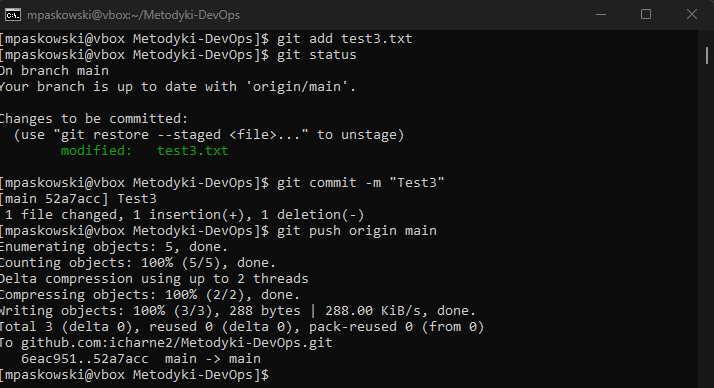 mpaskowski@vbox:~/Metodyki-DevOps
[mpaskowski@vbox Metodyki-DevOps]$ git add test3.txt
[mpaskowski@vbox Metodyki-DevOps]$ git status
On branch main
Your branch is up to date with 'origin/main'.
Changes to be committed:
(use "git restore --staged <file>..." to unstage)
modified:   test3.txt
[mpaskowski@vbox Metodyki-DevOps]$ git commit -m "Test3"
[main 52a7acc] Test3
1 file changed, 1 insertion(+), 1 deletion(-)
[mpaskowski@vbox Metodyki-DevOps]$ git push origin main
Enumerating objects: 5, done.
Counting objects: 100% (5/5), done.
Delta compression using up to 2 threads
Compressing objects: 100% (2/2), done.
Writing objects: 100% (3/3), 288 bytes | 288.00 KiB/s, done.
Total 3 (delta 0), reused 0 (delta 0), pack-reused 0 (from 0)
To github.com:icharne2/Metodyki-DevOps.git
6eac951..52a7acc  main -> main
[mpaskowski@vbox Metodyki-DevOps]$